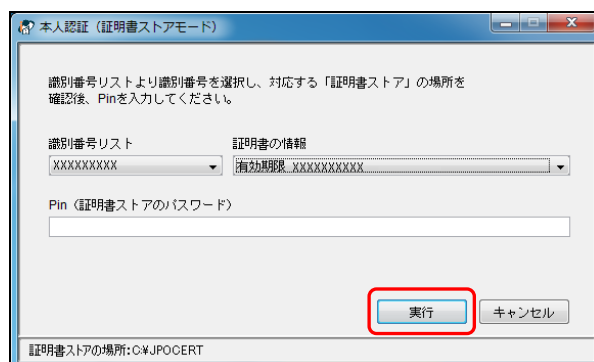 本人認証（証明書ストアモード）
識別番号リストより識別番号を選択し、対応する「証明書ストア」の場所を
確認後、Pinを入力してください。
識別番号リスト 証明書の情報
XXXXXXXXX 有効期限 XXXXXXXXXX
Pin（証明書ストアのパスワード）
実行 キャンセル
証明書ストアの場所:C:¥JPOCERT